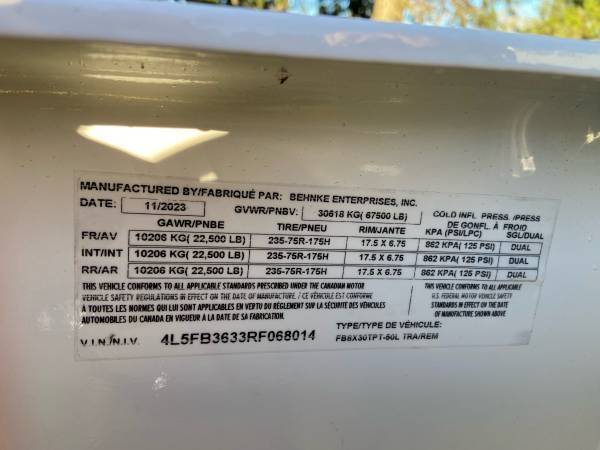 MANUFACTURED BY/FABRIQUÉ PAR: BEHNKE ENTERPRISES, INC.
DATE: 11/2023 GVWR/PNBV: 30618 KG( 67500 LB)
COLD INFL. PRESS. /PRESS
DE GONFL. À FROID
GAWR/PNBE TIRE/PNEU RIM/JANTE KPA (PSI/LPC) SGL/DUAL
FR/AV 10206 KG( 22,500 LB) 235-75R-175H 17.5 X 6.75 862 KPA( 125 PSI) DUAL
INT/INT 10206 KG( 22,500 LB) 235-75R-175H 17.5 X 6.75 862 KPA( 125 PSI) DUAL
RR/AR 10206 KG( 22,500 LB) 235-75R-175H 17.5 X 6.75 862 KPA( 125 PSI) DUAL
THIS VEHICLE CONFORMS TO ALL APPLICABLE STANDARDS PRESCRIBED UNDER THE CANADIAN MOTOR
VEHICLE SAFETY REGULATIONS IN EFFECT ON THE DATE OF MANUFACTURE / CE VÉHICULE EST CONFORME
À TOUTES LES NORMES QUI LUI SONT APPLICABLES EN VERTU DU RÈGLEMENT SUR LA SÉCURITÉ DES VÉHICULES
AUTOMOBILES DU CANADA EN VIGUEUR À LA DATE DE SA FABRICATION.
THIS VEHICLE CONFORMS TO ALL APPLICABLE
U.S. FEDERAL MOTOR VEHICLE SAFETY
STANDARDS IN EFFECT ON THE DATE OF
MANUFACTURE SHOWN ABOVE.
V.I.N./N.I.V. 4L5FB3633RF068014
TYPE/TYPE DE VÉHICULE:
FB8X30TPT-50L TRA/REM